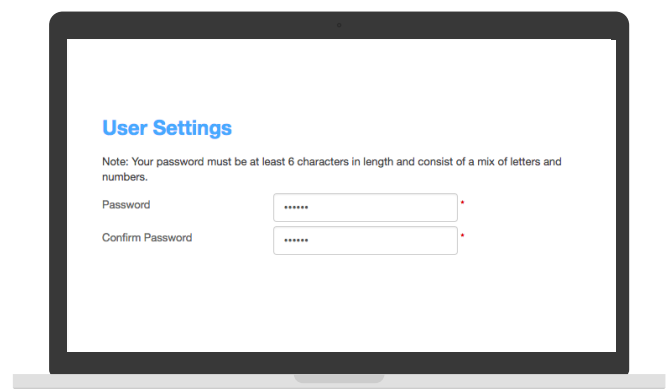 User Settings
Note: Your password must be at least 6 characters in length and consist of a mix of letters and
numbers.
Password
•••••• *
Confirm Password
•••••• *